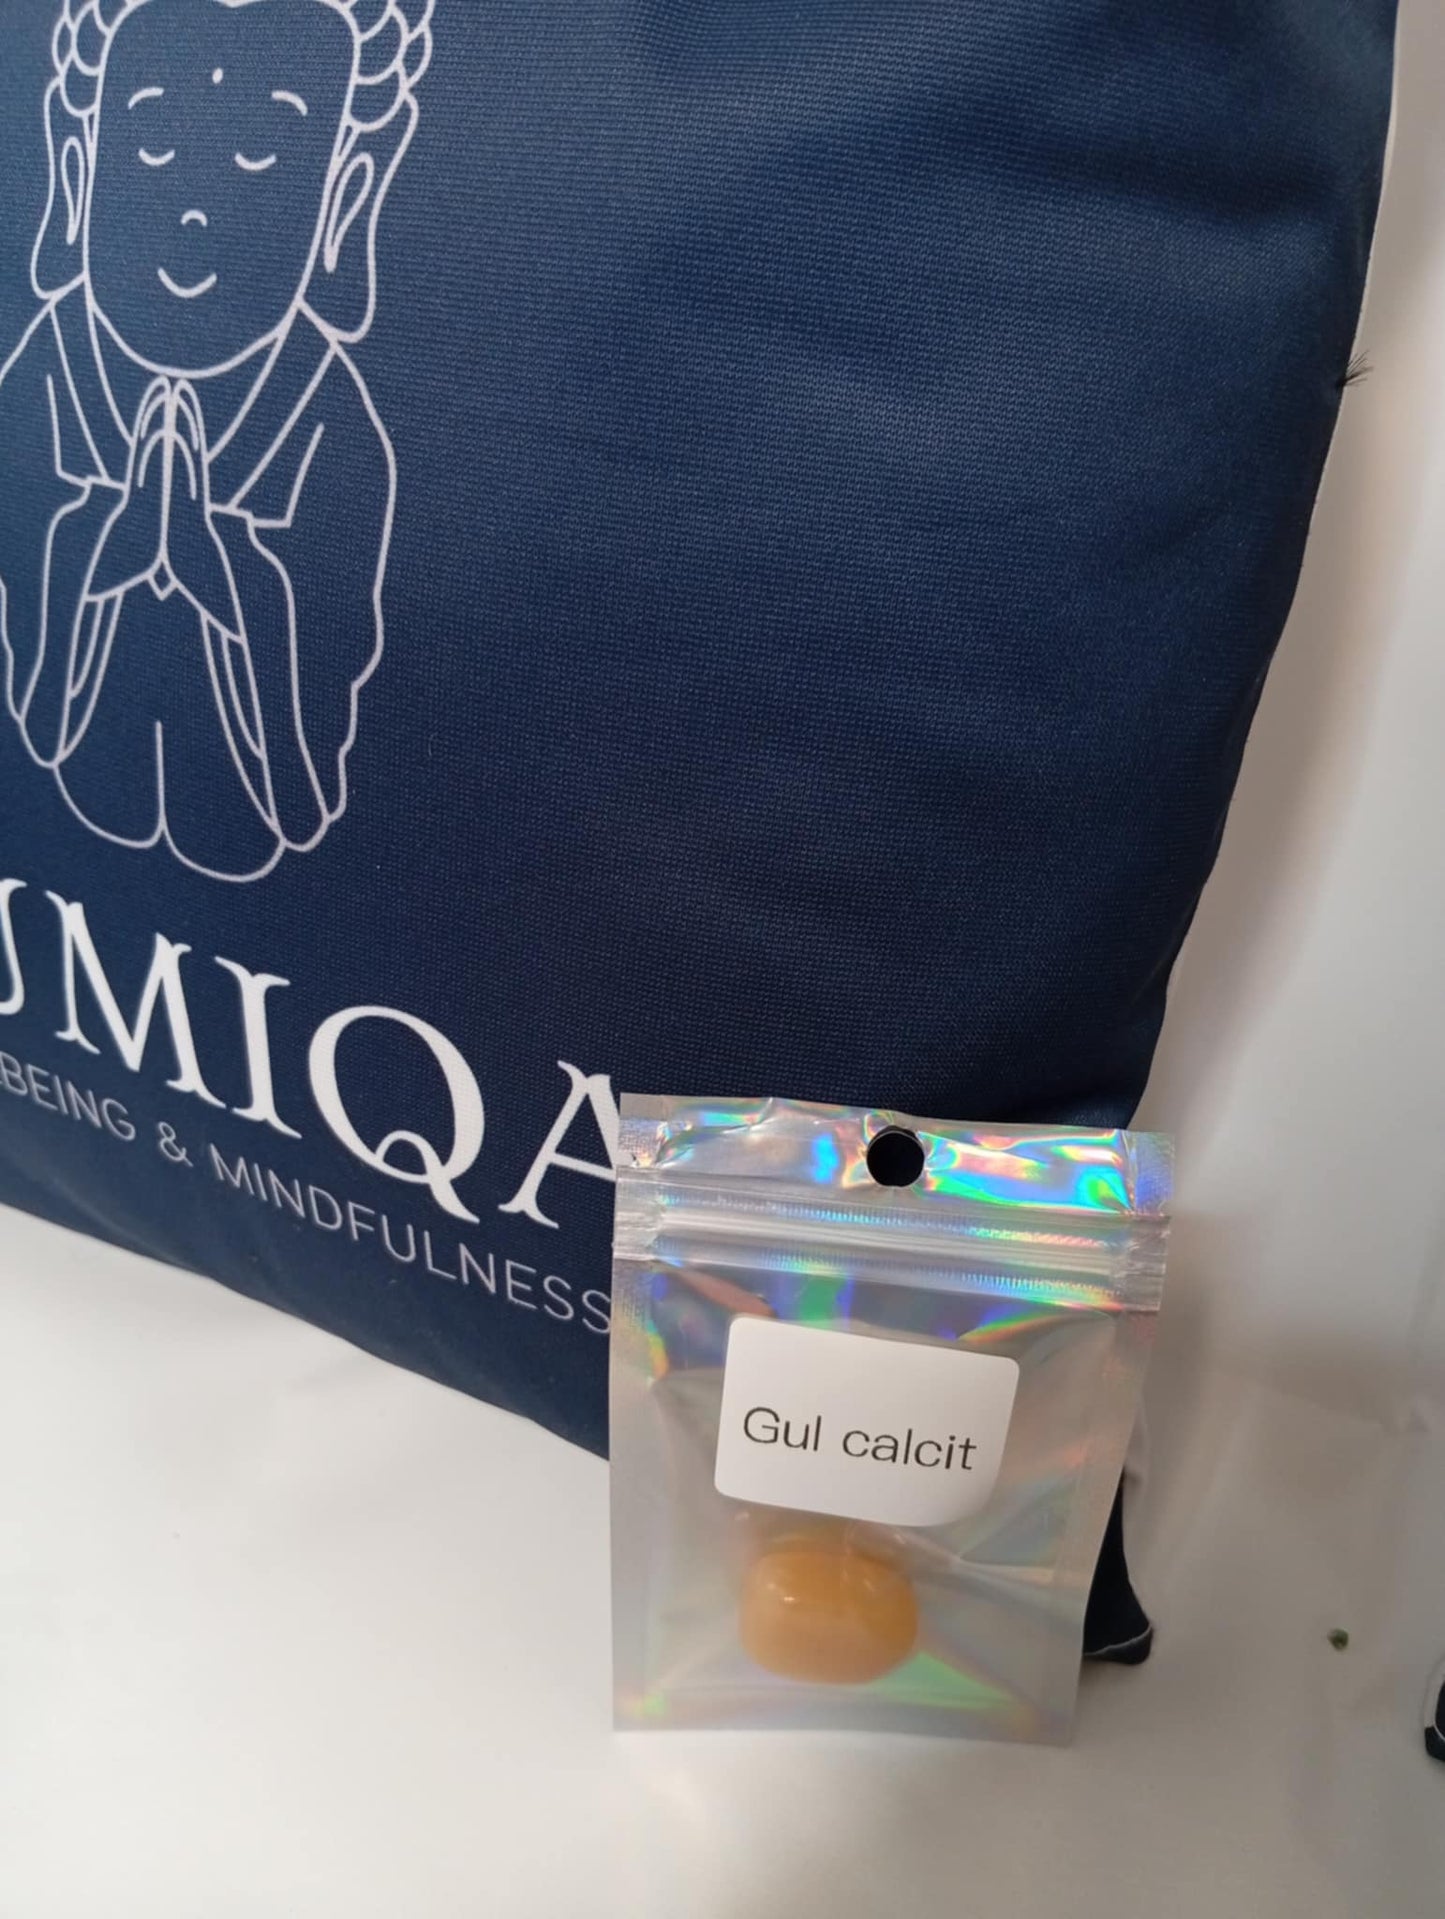 UMIQA
BEING & MINDFULNESS
Gul calcit